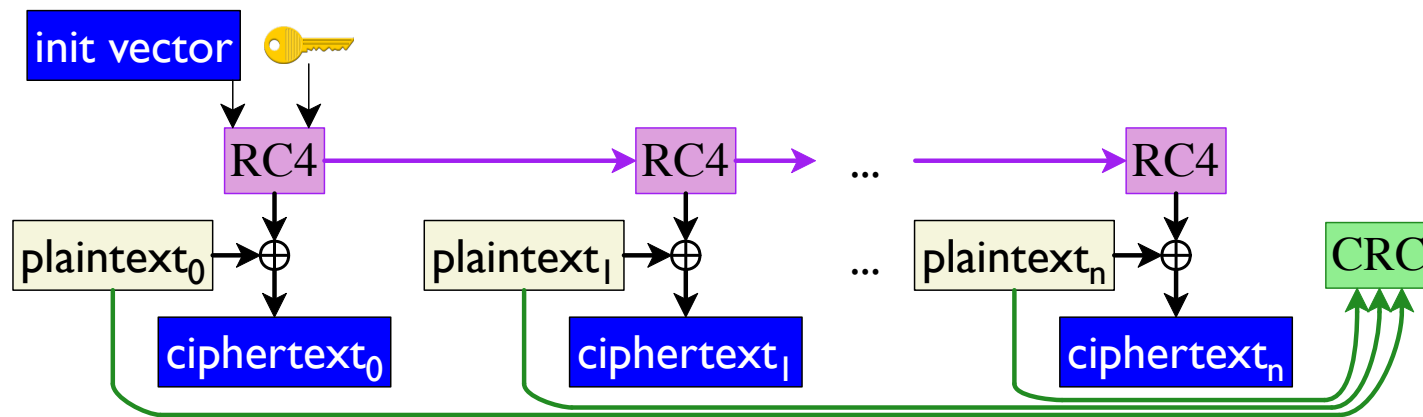 init vector
RC4 RC4 ... RC4
plaintext₀ plaintext₁ ... plaintextₙ CRC
ciphertext₀ ciphertext₁ ciphertextₙ